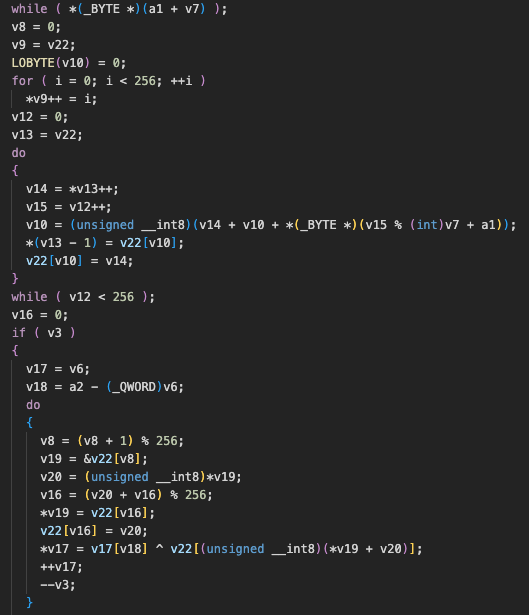 while ( *(_BYTE *)(a1 + v7) );
v8 = 0;
v9 = v22;
LOBYTE(v10) = 0;
for ( i = 0; i < 256; ++i )
*v9++ = i;
v12 = 0;
v13 = v22;
do
{
v14 = *v13++;
v15 = v12++;
v10 = (unsigned __int8)(v14 + v10 + *(_BYTE *)(v15 % (int)v7 + a1));
*(v13 - 1) = v22[v10];
v22[v10] = v14;
}
while ( v12 < 256 );
v16 = 0;
if ( v3 )
{
v17 = v6;
v18 = a2 - (_QWORD)v6;
do
{
v8 = (v8 + 1) % 256;
v19 = &v22[v8];
v20 = (unsigned __int8)*v19;
v16 = (v20 + v16) % 256;
*v19 = v22[v16];
v22[v16] = v20;
*v17 = v17[v18] ^ v22[(unsigned __int8)(*v19 + v20)];
++v17;
--v3;
}